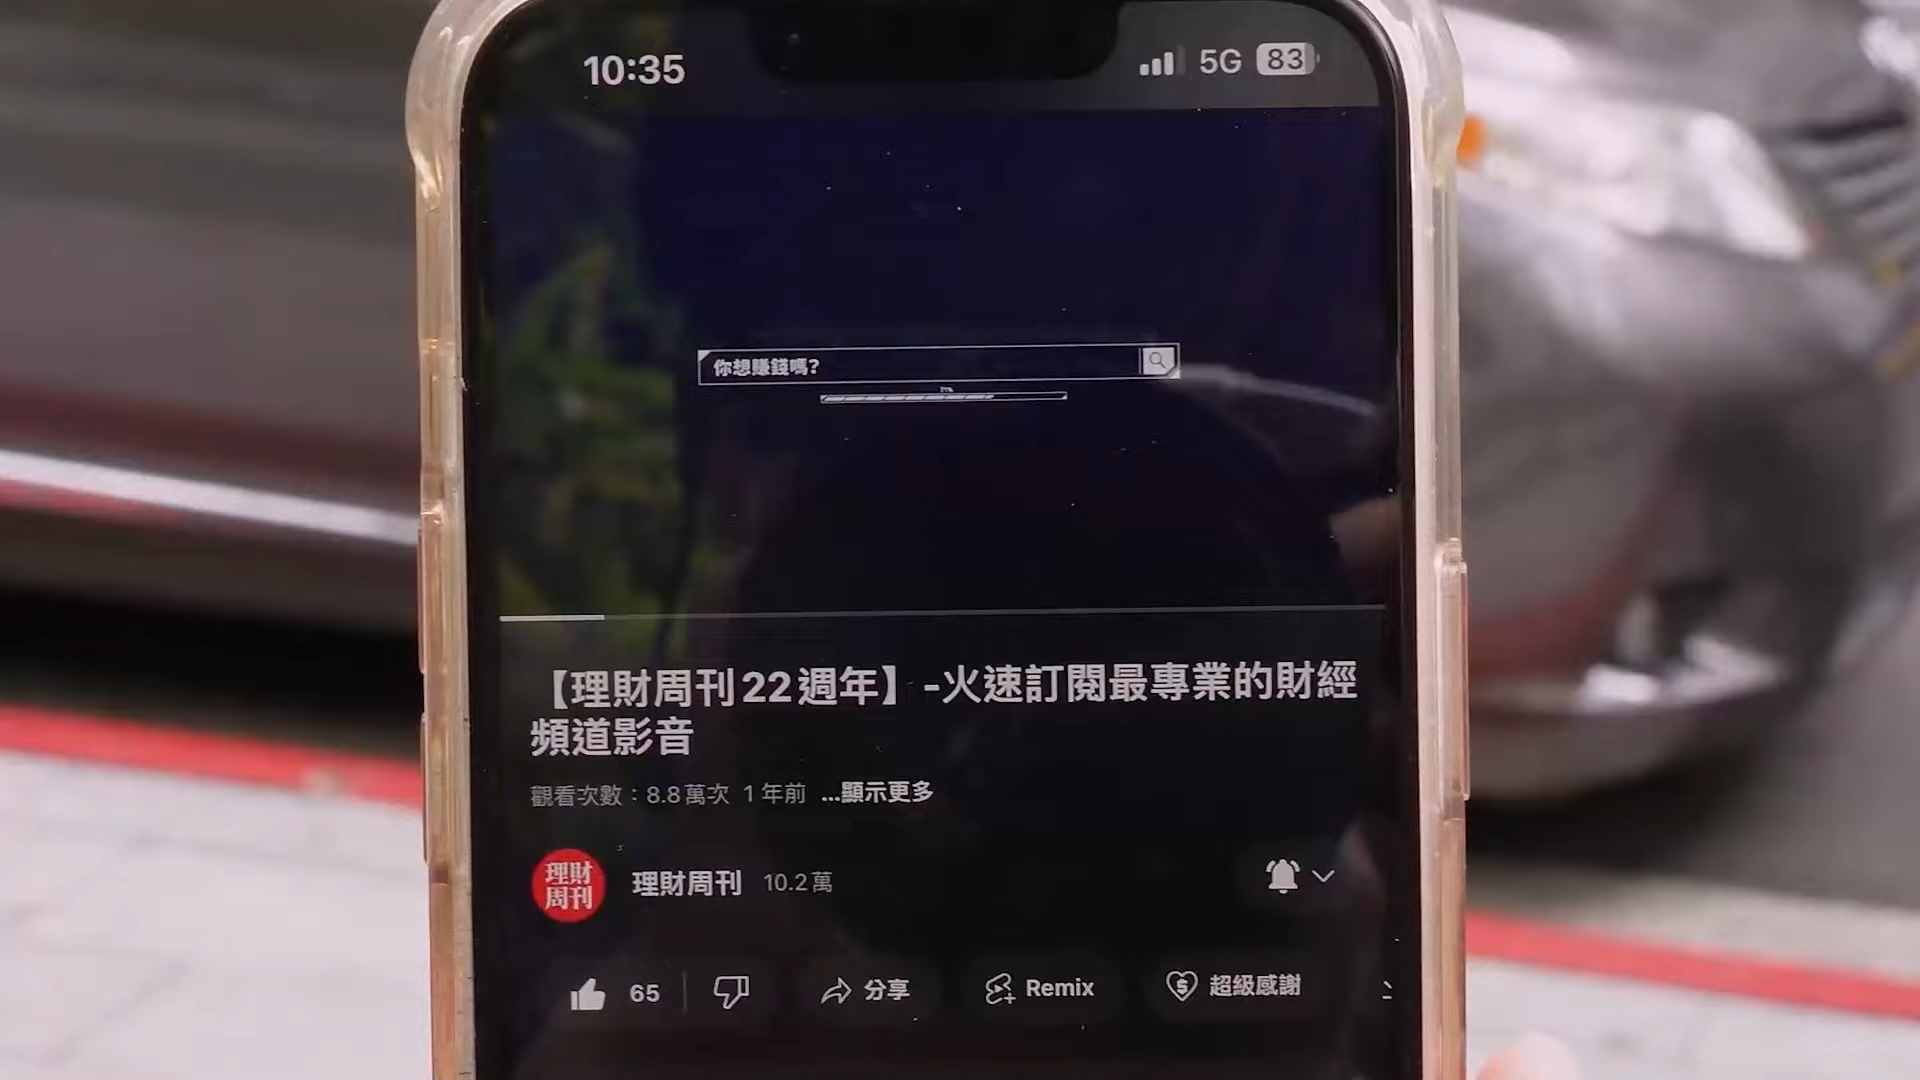 10:35
5G 83
你想賺錢嗎?
71%
【理財周刊22週年】-火速訂閱最專業的財經
頻道影音
觀看次數：8.8萬次 1年前 ...顯示更多
理財
周刊
理財周刊 10.2萬
65
分享
Remix
超級感謝